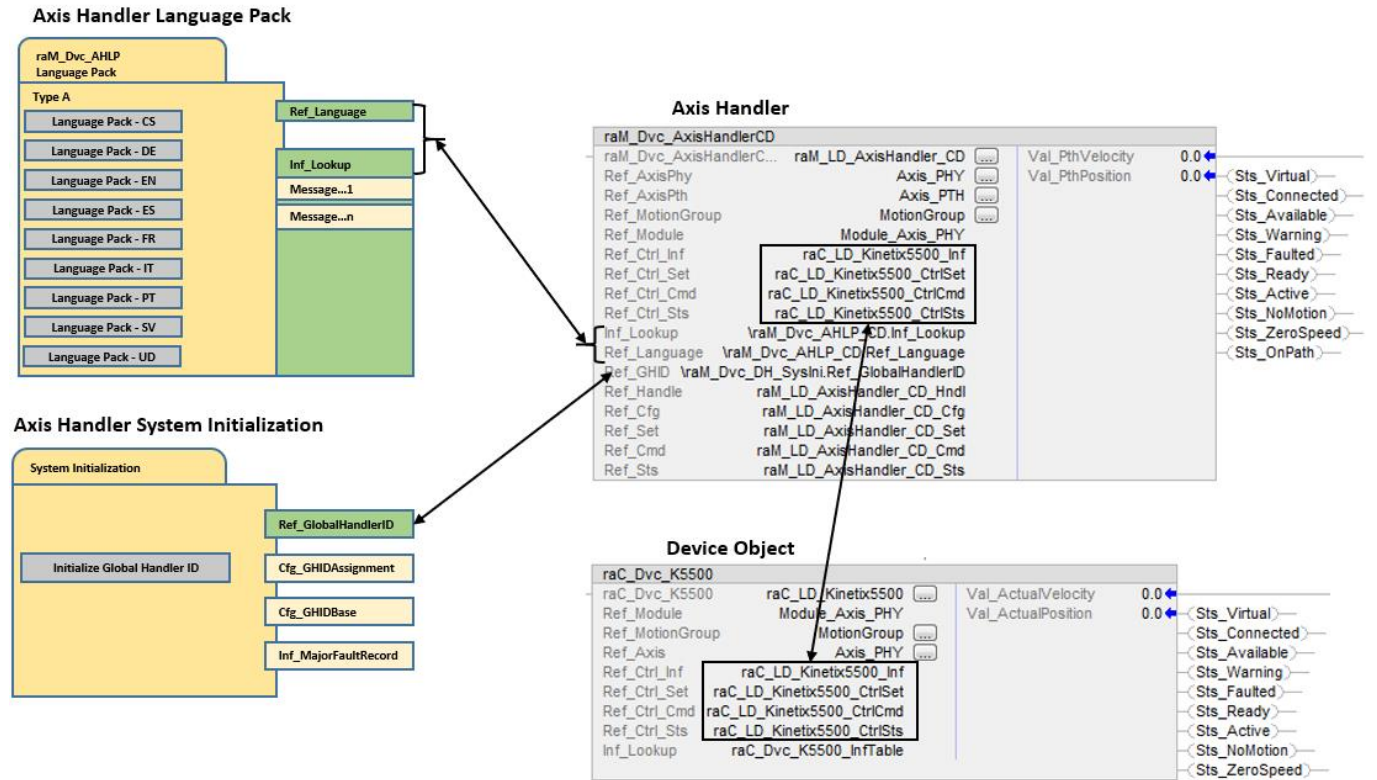 Axis Handler Language Pack
raM_Dvc_AHLP
Language Pack
Type A
Language Pack - CS
Language Pack - DE
Language Pack - EN
Language Pack - ES
Language Pack - FR
Language Pack - IT
Language Pack - PT
Language Pack - SV
Language Pack - UD
Ref_Language
Inf_Lookup
Message...1
Message...n
Axis Handler System Initialization
System Initialization
Initialize Global Handler ID
Ref_GlobalHandlerID
Cfg_GHIDAssignment
Cfg_GHIDBase
Inf_MajorFaultRecord
Axis Handler
raM_Dvc_AxisHandlerCD
raM_Dvc_AxisHandlerC... raM_LD_AxisHandler_CD ... Val_PthVelocity 0.0
Ref_AxisPhy Axis_PHY ... Val_PthPosition 0.0 Sts_Virtual
Ref_AxisPth Axis_PTH ... Sts_Connected
Ref_MotionGroup MotionGroup ... Sts_Available
Ref_Module Module_Axis_PHY Sts_Warning
Ref_Ctrl_Inf raC_LD_Kinetix5500_Inf Sts_Faulted
Ref_Ctrl_Set raC_LD_Kinetix5500_CtrlSet Sts_Ready
Ref_Ctrl_Cmd raC_LD_Kinetix5500_CtrlCmd Sts_Active
Ref_Ctrl_Sts raC_LD_Kinetix5500_CtrlSts Sts_NoMotion
Inf_Lookup \raM_Dvc_AHLP_CD.Inf_Lookup Sts_ZeroSpeed
Ref_Language \raM_Dvc_AHLP_CD.Ref_Language Sts_OnPath
Ref_GHID \raM_Dvc_DH_SysIni.Ref_GlobalHandlerID
Ref_Handle raM_LD_AxisHandler_CD_Hndl
Ref_Cfg raM_LD_AxisHandler_CD_Cfg
Ref_Set raM_LD_AxisHandler_CD_Set
Ref_Cmd raM_LD_AxisHandler_CD_Cmd
Ref_Sts raM_LD_AxisHandler_CD_Sts
Device Object
raC_Dvc_K5500
raC_Dvc_K5500 raC_LD_Kinetix5500 ... Val_ActualVelocity 0.0
Ref_Module Module_Axis_PHY Val_ActualPosition 0.0 Sts_Virtual
Ref_MotionGroup MotionGroup ... Sts_Connected
Ref_Axis Axis_PHY ... Sts_Available
Ref_Ctrl_Inf raC_LD_Kinetix5500_Inf Sts_Warning
Ref_Ctrl_Set raC_LD_Kinetix5500_CtrlSet Sts_Faulted
Ref_Ctrl_Cmd raC_LD_Kinetix5500_CtrlCmd Sts_Ready
Ref_Ctrl_Sts raC_LD_Kinetix5500_CtrlSts Sts_Active
Inf_Lookup raC_Dvc_K5500_InfTable Sts_NoMotion
Sts_ZeroSpeed